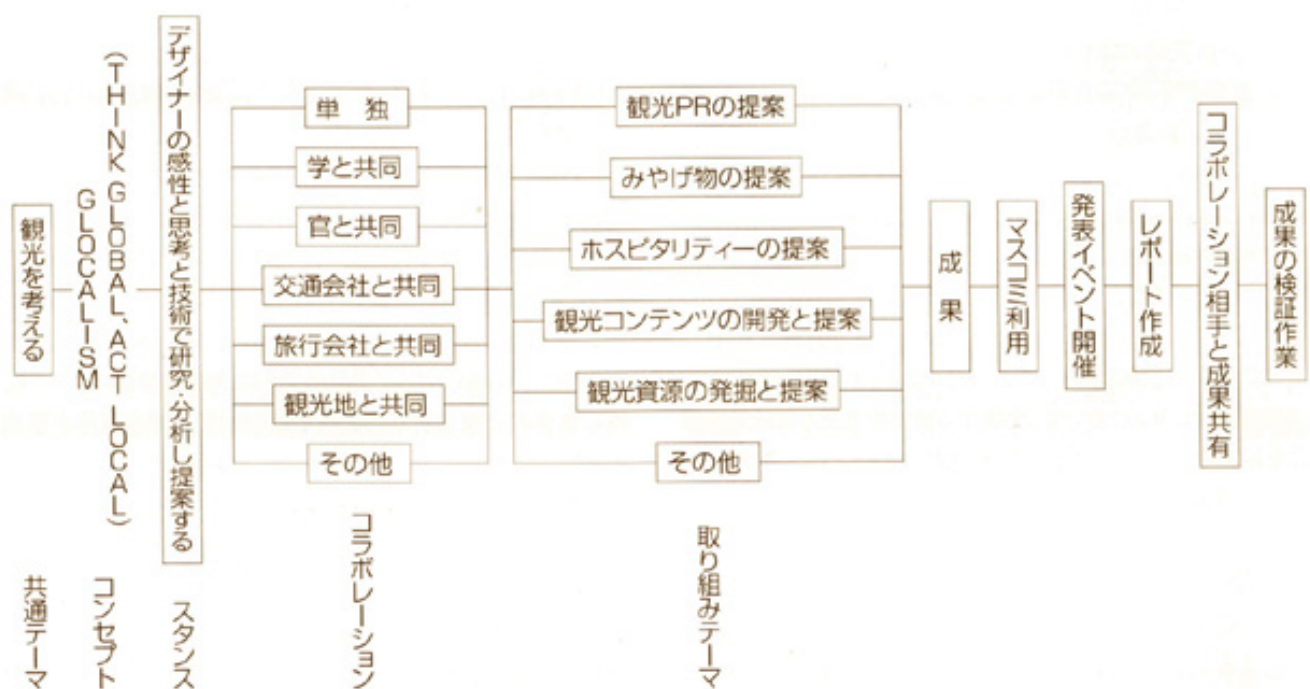 観光を考える
GLOCALISM
(THINK GLOBAL、ACT LOCAL)
デザイナーの感性と思考と技術で研究・分析し提案する
単 独
学と共同
官と共同
交通会社と共同
旅行会社と共同
観光地と共同
その他
観光PRの提案
みやげ物の提案
ホスピタリティーの提案
観光コンテンツの開発と提案
観光資源の発掘と提案
その他
成 果
マスコミ利用
発表イベント開催
レポート作成
コラボレーション相手と成果共有
成果の検証作業
共通テーマ
コンセプト
スタンス
コラボレーション
取り組みテーマ